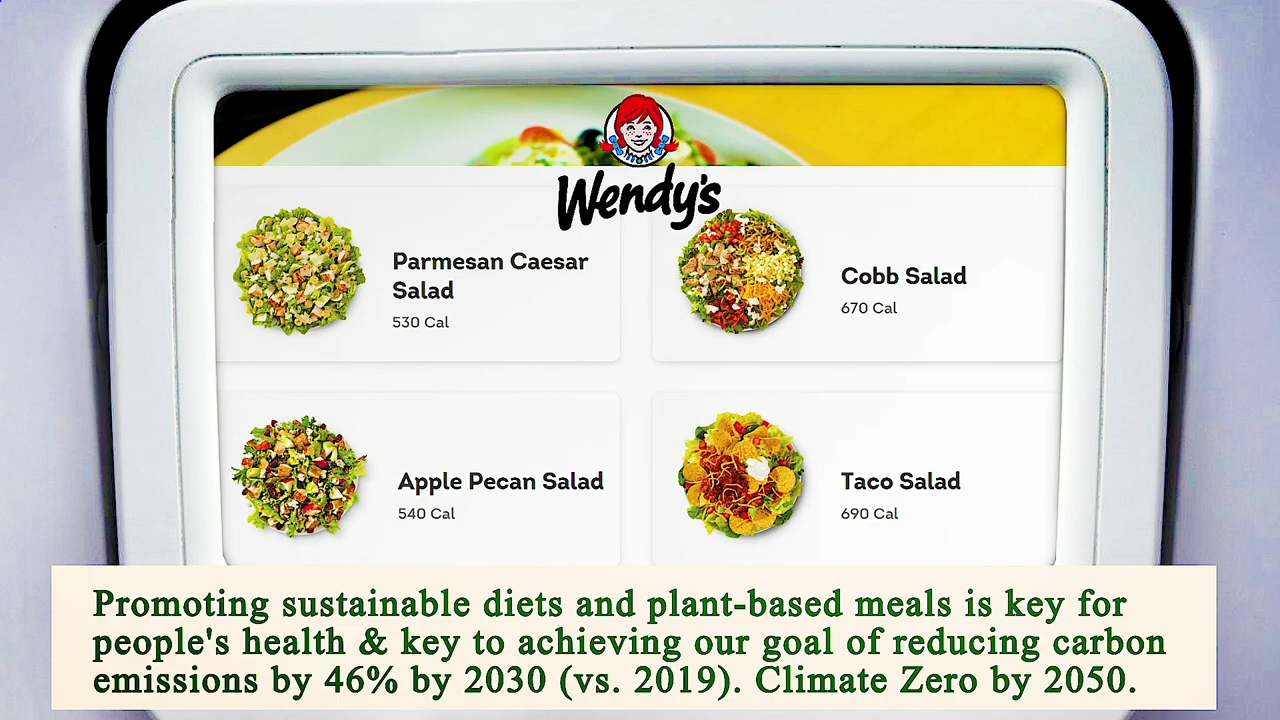 Wendy's
Parmesan Caesar
Salad
530 Cal
Cobb Salad
670 Cal
Apple Pecan Salad
540 Cal
Taco Salad
690 Cal
Promoting sustainable diets and plant-based meals is key for
people's health & key to achieving our goal of reducing carbon
emissions by 46% by 2030 (vs. 2019). Climate Zero by 2050.